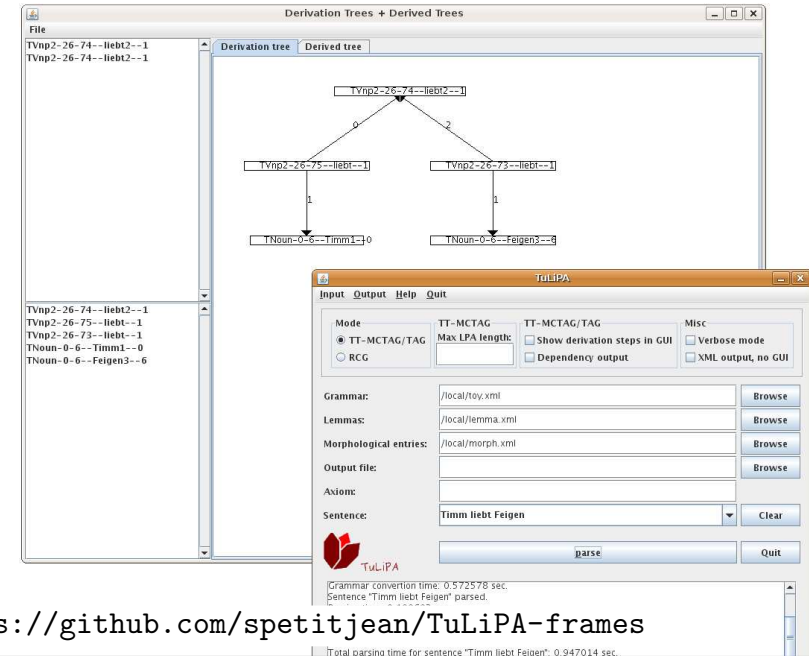 Derivation Trees + Derived Trees
File
TVnp2-26-74--liebt2--1
TVnp2-26-74--liebt2--1
Derivation tree
Derived tree
TVnp2-26-74--liebt2--1
0
2
TVnp2-26-75--liebt--1
TVnp2-26-73--liebt--1
1
1
TNoun-0-6--Timm1--0
TNoun-0-6--Feigen3--6
TVnp2-26-74--liebt2--1
TVnp2-26-75--liebt--1
TVnp2-26-73--liebt--1
TNoun-0-6--Timm1--0
TNoun-0-6--Feigen3--6
TuLiPA
Input Output Help Quit
Mode
TT-MCTAG/TAG
RCG
TT-MCTAG
Max LPA length:
TT-MCTAG/TAG
Show derivation steps in GUI
Dependency output
Misc
Verbose mode
XML output, no GUI
Grammar: /local/toy.xml Browse
Lemmas: /local/lemma.xml Browse
Morphological entries: /local/morph.xml Browse
Output file: Browse
Axiom:
Sentence: Timm liebt Feigen Clear
TuLiPA
parse Quit
Grammar convertion time: 0.572578 sec.
Sentence "Timm liebt Feigen" parsed.
s://github.com/spetitjean/TuLiPA-frames
Total parsing time for sentence "Timm liebt Feigen": 0.947014 sec.